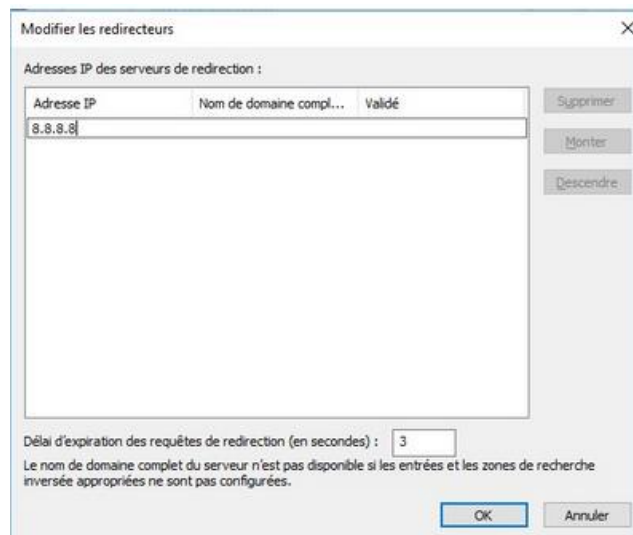 Modifier les redirecteurs
Adresses IP des serveurs de redirection :
Adresse IP Nom de domaine compl... Validé
8.8.8.8
Supprimer
Monter
Descendre
Délai d'expiration des requêtes de redirection (en secondes) : 3
Le nom de domaine complet du serveur n'est pas disponible si les entrées et les zones de recherche
inversée appropriées ne sont pas configurées.
OK Annuler